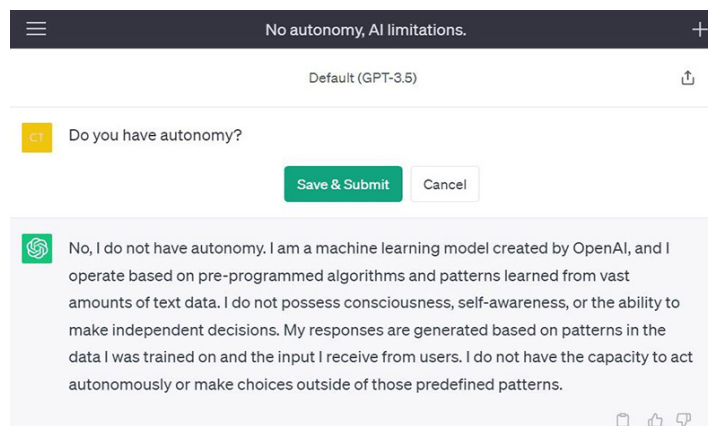 No autonomy, AI limitations.
Default (GPT-3.5)
CT
Do you have autonomy?
Save & Submit
Cancel
No, I do not have autonomy. I am a machine learning model created by OpenAI, and I
operate based on pre-programmed algorithms and patterns learned from vast
amounts of text data. I do not possess consciousness, self-awareness, or the ability to
make independent decisions. My responses are generated based on patterns in the
data I was trained on and the input I receive from users. I do not have the capacity to act
autonomously or make choices outside of those predefined patterns.